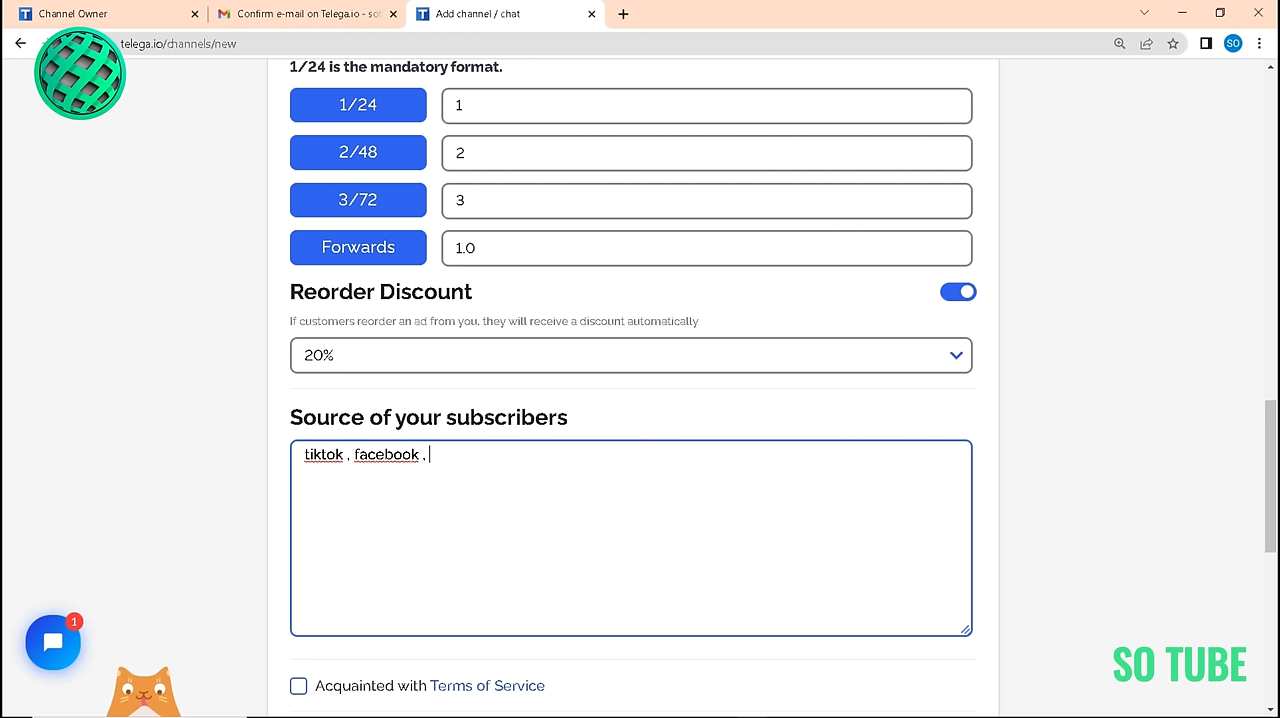 Channel Owner
Confirm e-mail on Telega.io - so
Add channel / chat
telega.io/channels/new
SO
1/24 is the mandatory format.
1/24
1
2/48
2
3/72
3
Forwards
1.0
Reorder Discount
If customers reorder an ad from you, they will receive a discount automatically
20%
Source of your subscribers
tiktok , facebook ,
1
Acquainted with Terms of Service
SO TUBE